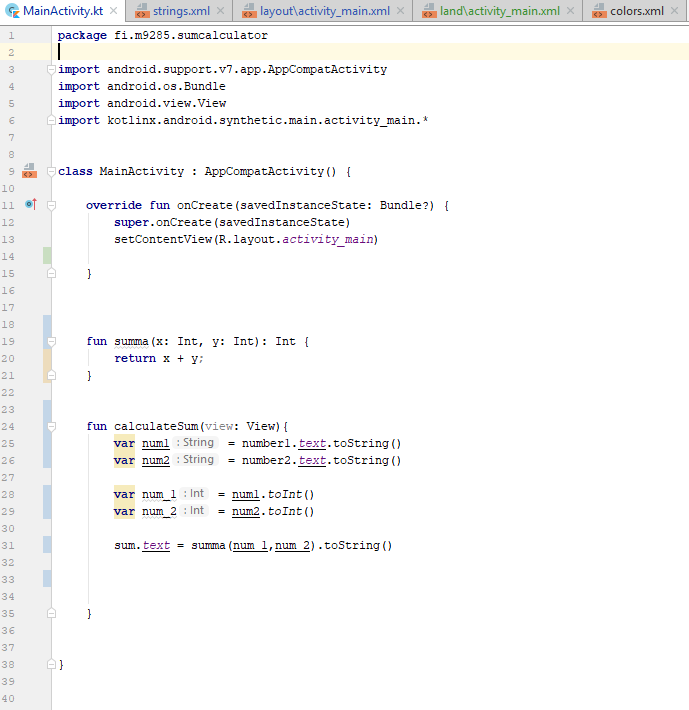 MainActivity.kt strings.xml layout\activity_main.xml land\activity_main.xml colors.xml
1 package fi.m9285.sumcalculator
2
3 import android.support.v7.app.AppCompatActivity
4 import android.os.Bundle
5 import android.view.View
6 import kotlinx.android.synthetic.main.activity_main.*
7
8
9 class MainActivity : AppCompatActivity() {
10
11 override fun onCreate(savedInstanceState: Bundle?) {
12 super.onCreate(savedInstanceState)
13 setContentView(R.layout.activity_main)
14
15 }
16
17
18
19 fun summa(x: Int, y: Int): Int {
20 return x + y;
21 }
22
23
24 fun calculateSum(view: View){
25 var num1 : String = number1.text.toString()
26 var num2 : String = number2.text.toString()
27
28 var num_1 : Int = num1.toInt()
29 var num_2 : Int = num2.toInt()
30
31 sum.text = summa(num_1,num_2).toString()
32
33
34
35 }
36
37
38 }
39
40